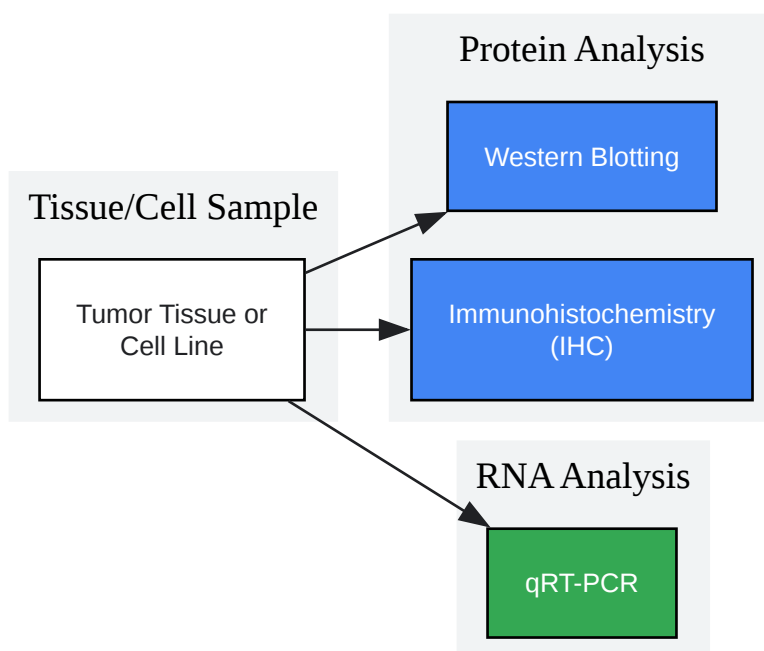 Tissue/Cell Sample
Tumor Tissue or
Cell Line
Protein Analysis
Western Blotting
Immunohistochemistry
(IHC)
RNA Analysis
qRT-PCR